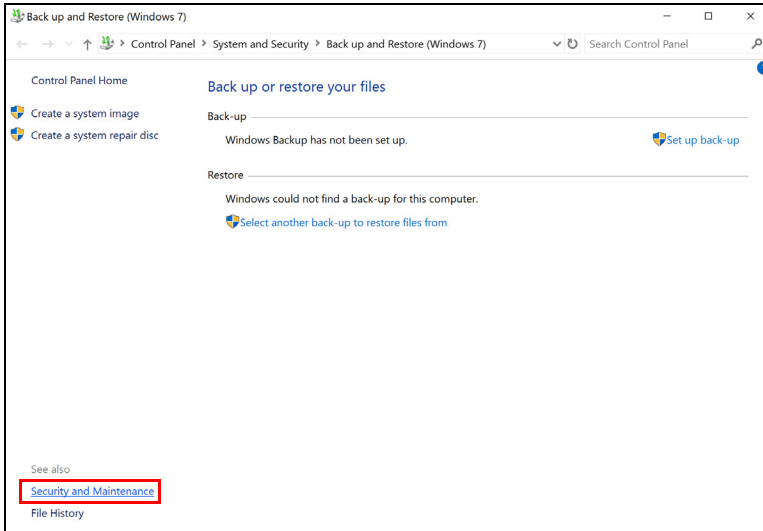 Back up and Restore (Windows 7)
Control Panel > System and Security > Back up and Restore (Windows 7)
Search Control Panel
Control Panel Home
Create a system image
Create a system repair disc
Back up or restore your files
Back-up
Windows Backup has not been set up.
Set up back-up
Restore
Windows could not find a back-up for this computer.
Select another back-up to restore files from
See also
Security and Maintenance
File History